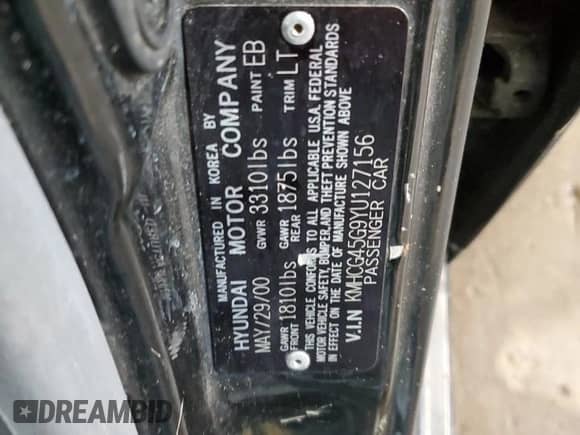 MANUFACTURED IN KOREA BY
HYUNDAI MOTOR COMPANY
MAY/29/00 GVWR 3310lbs PAINT EB
GAWR FRONT 1810lbs GAWR REAR 1875lbs TRIM LT
THIS VEHICLE CONFORMS TO ALL APPLICABLE U.S.A. FEDERAL
MOTOR VEHICLE SAFETY, BUMPER, AND THEFT PREVENTION STANDARDS
IN EFFECT ON THE DATE OF MANUFACTURE SHOWN ABOVE
V.I.N KMHCG45G9YU127156
PASSENGER CAR
DREAMBID